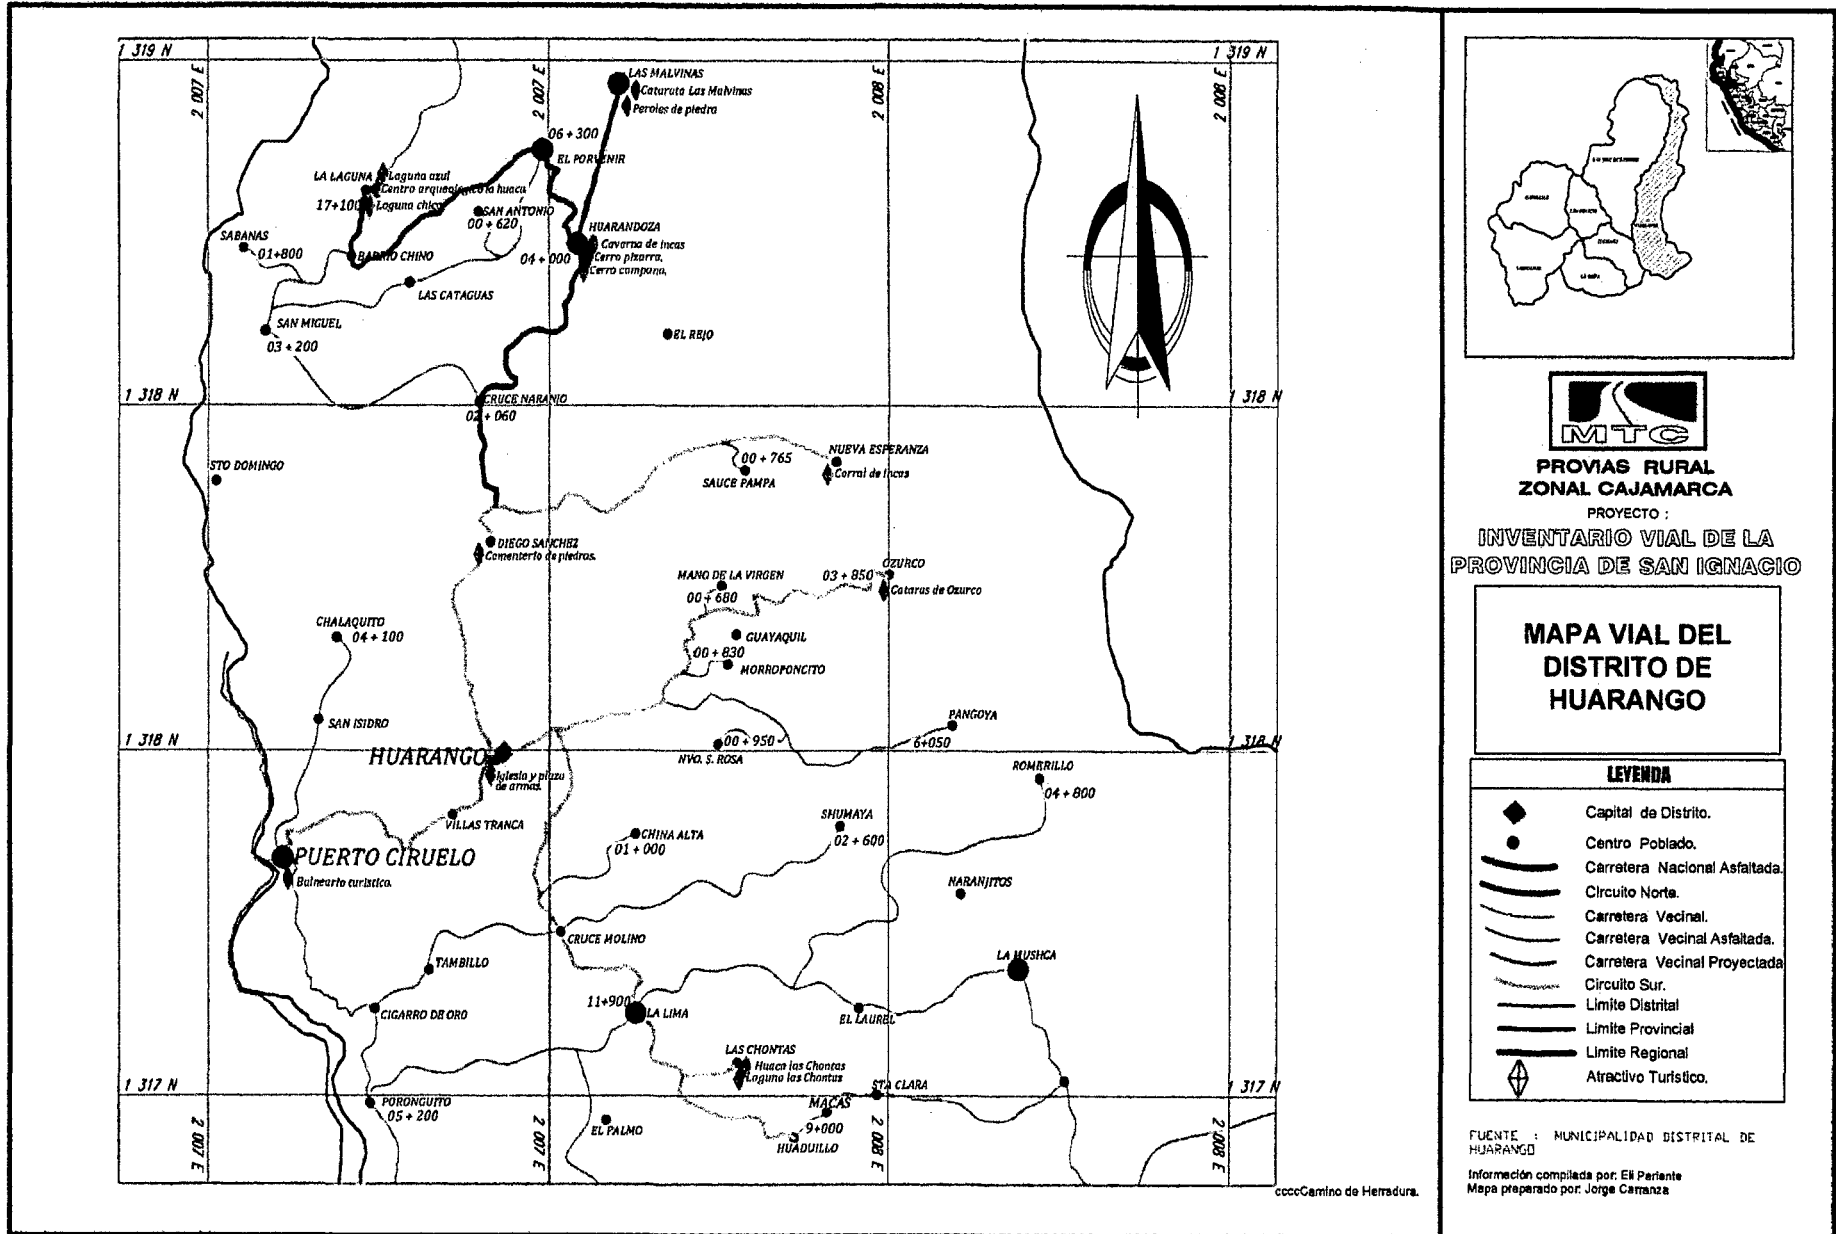 1 319 N
1 319 N
2 007 E
2 007 E
2 008 E
2 008 E
LAS MALVINAS
Catarata Las Malvinas
Peroles de piedra
06 + 300
EL PORVENIR
LA LAGUNA
Laguna azul
Centro arqueologico la huaca
17+100
Laguna chica
SAN ANTONIO
00 + 620
HUARANDOZA
SABANAS
01+800
BARRIO CHINO
04 + 000
Caverna de incas
Cerro pizarra.
Cerro campana.
LAS CATAGUAS
SAN MIGUEL
03 + 200
EL REJO
1 318 N
1 318 N
CRUCE NARANJO
02 + 060
STO DOMINGO
00 + 765
SAUCE PAMPA
NUEVA ESPERANZA
Corral de incas
DIEGO SANCHEZ
Cementerio de piedras.
MANO DE LA VIRGEN
00 + 680
03 + 850
OZURCO
Cataras de Ozurco
CHALAQUITO
04 + 100
GUAYAQUIL
00 + 830
MORROPONCITO
SAN ISIDRO
PANGOYA
6+050
1 318 N
1 318 N
HUARANGO
00 + 950
NVO. S. ROSA
Iglesia y plaza
de armas.
ROMERILLO
04 + 800
VILLAS TRANCA
CHINA ALTA
01 + 000
SHUMAYA
02 + 600
PUERTO CIRUELO
Balneario turistico.
NARANJITOS
CRUCE MOLINO
TAMBILLO
LA MUSHCA
11+900
LA LIMA
CIGARRO DE ORO
EL LAUREL
LAS CHONTAS
Huaca las Chontas
Laguna las Chontas
1 317 N
1 317 N
STA CLARA
PORONGUITO
05 + 200
MACAS
9+000
EL PALMO
HUADUILLO
2 007 E
2 007 E
2 008 E
2 008 E
ccccCamino de Herradura.
MTC
PROVIAS RURAL
ZONAL CAJAMARCA
PROYECTO :
INVENTARIO VIAL DE LA
PROVINCIA DE SAN IGNACIO
MAPA VIAL DEL
DISTRITO DE
HUARANGO
LEYENDA
Capital de Distrito.
Centro Poblado.
Carretera Nacional Asfaltada.
Circuito Norte.
Carretera Vecinal.
Carretera Vecinal Asfaltada.
Carretera Vecinal Proyectada
Circuito Sur.
Limite Distrital
Limite Provincial
Limite Regional
Atractivo Turistico.
FUENTE : MUNICIPALIDAD DISTRITAL DE
HUARANGO
Información compilada por: Eli Pariente
Mapa preparado por: Jorge Carranza